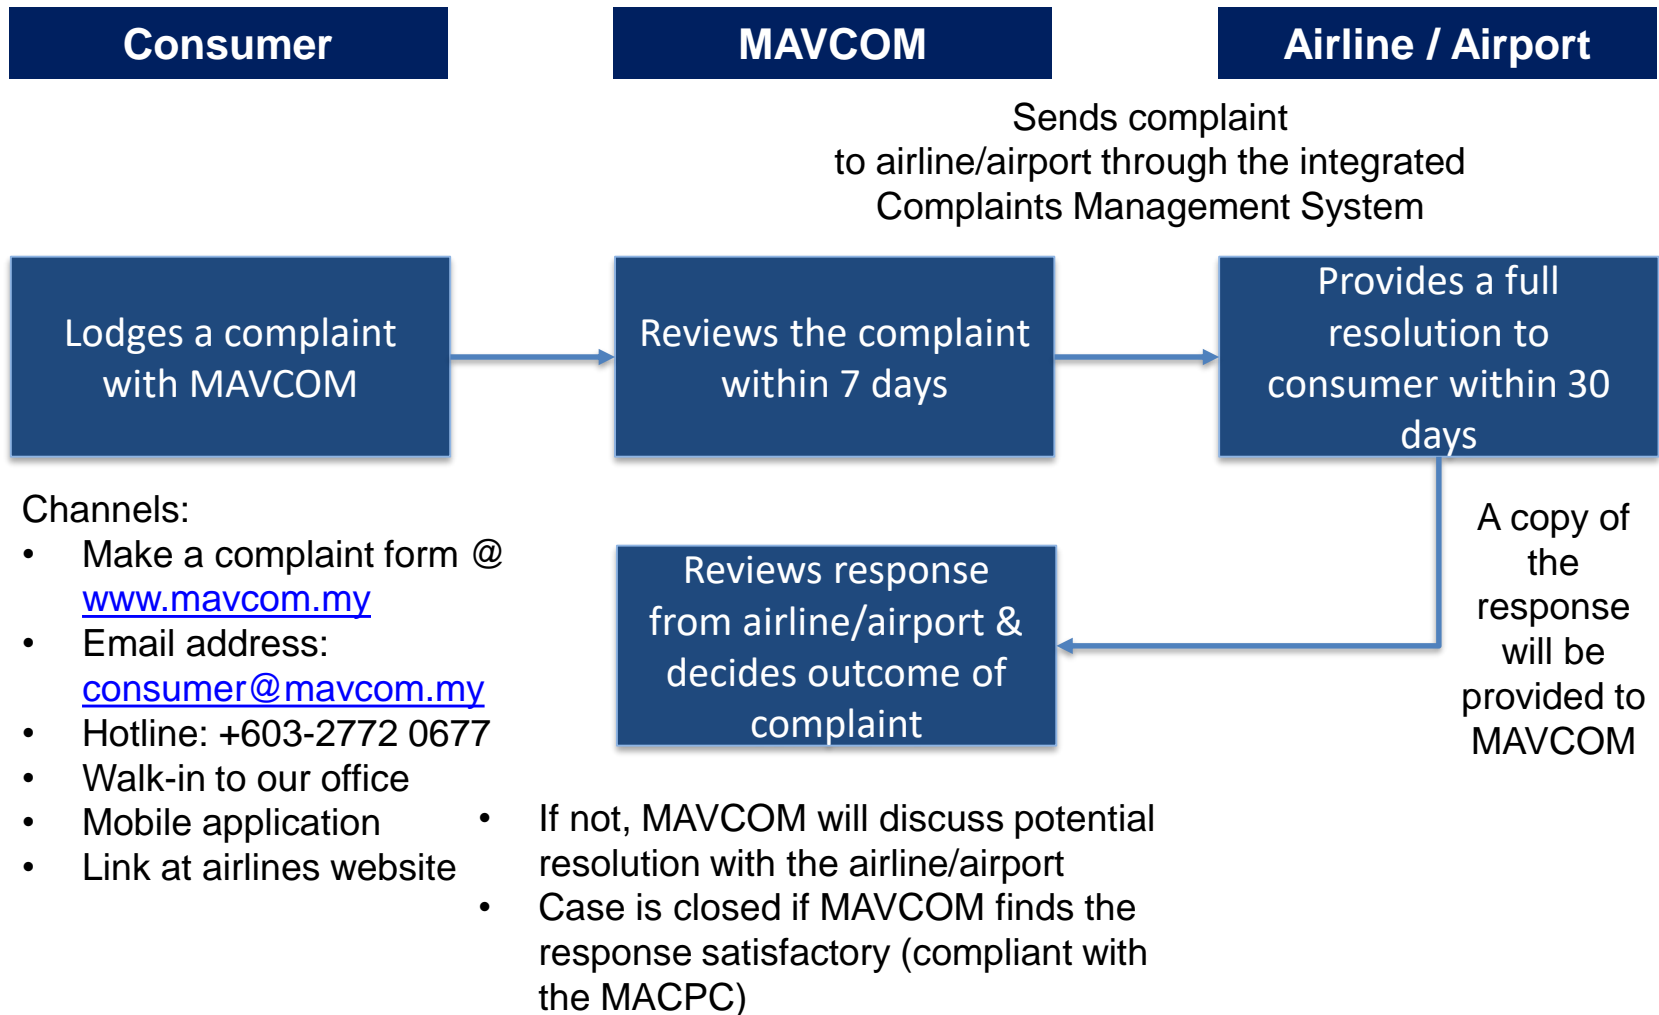 Consumer
MAVCOM
Airline / Airport
Sends complaint
to airline/airport through the integrated
Complaints Management System
Lodges a complaint
with MAVCOM
Reviews the complaint
within 7 days
Provides a full
resolution to
consumer within 30
days
Channels:
• Make a complaint form @
www.mavcom.my
• Email address:
consumer@mavcom.my
• Hotline: +603-2772 0677
• Walk-in to our office
• Mobile application
• Link at airlines website
Reviews response
from airline/airport &
decides outcome of
complaint
A copy of
the
response
will be
provided to
MAVCOM
• If not, MAVCOM will discuss potential
resolution with the airline/airport
• Case is closed if MAVCOM finds the
response satisfactory (compliant with
the MACPC)